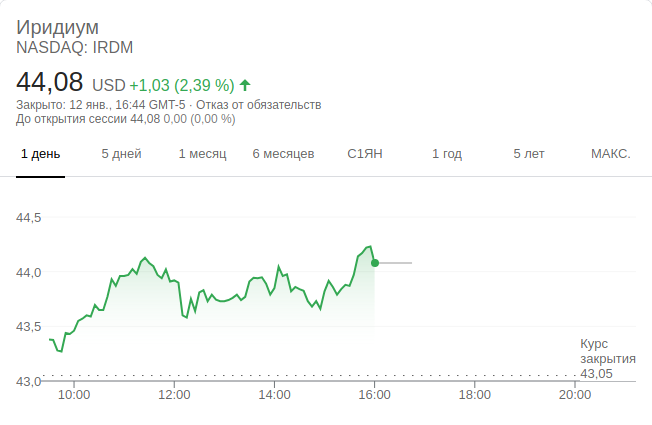 Иридиум
NASDAQ: IRDM
44,08 USD +1,03 (2,39 %)
Закрыто: 12 янв., 16:44 GMT-5 · Отказ от обязательств
До открытия сессии 44,08 0,00 (0,00 %)
1 день 5 дней 1 месяц 6 месяцев С1ЯН 1 год 5 лет МАКС.
44,5
44,0
43,5
Курс
закрытия
43,05
43,0
10:00 12:00 14:00 16:00 18:00 20:00